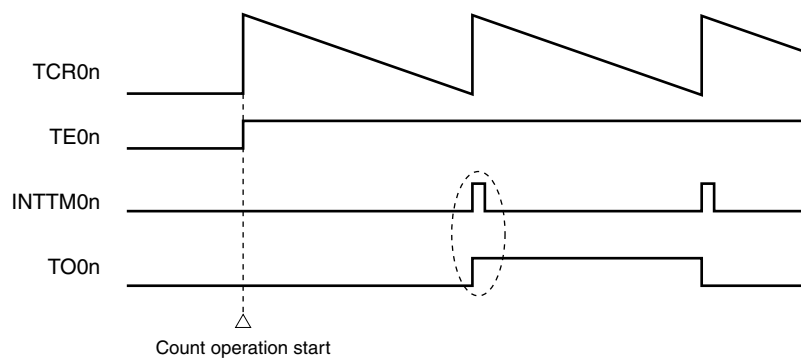 TCR0n
TE0n
INTTM0n
TO0n
Count operation start